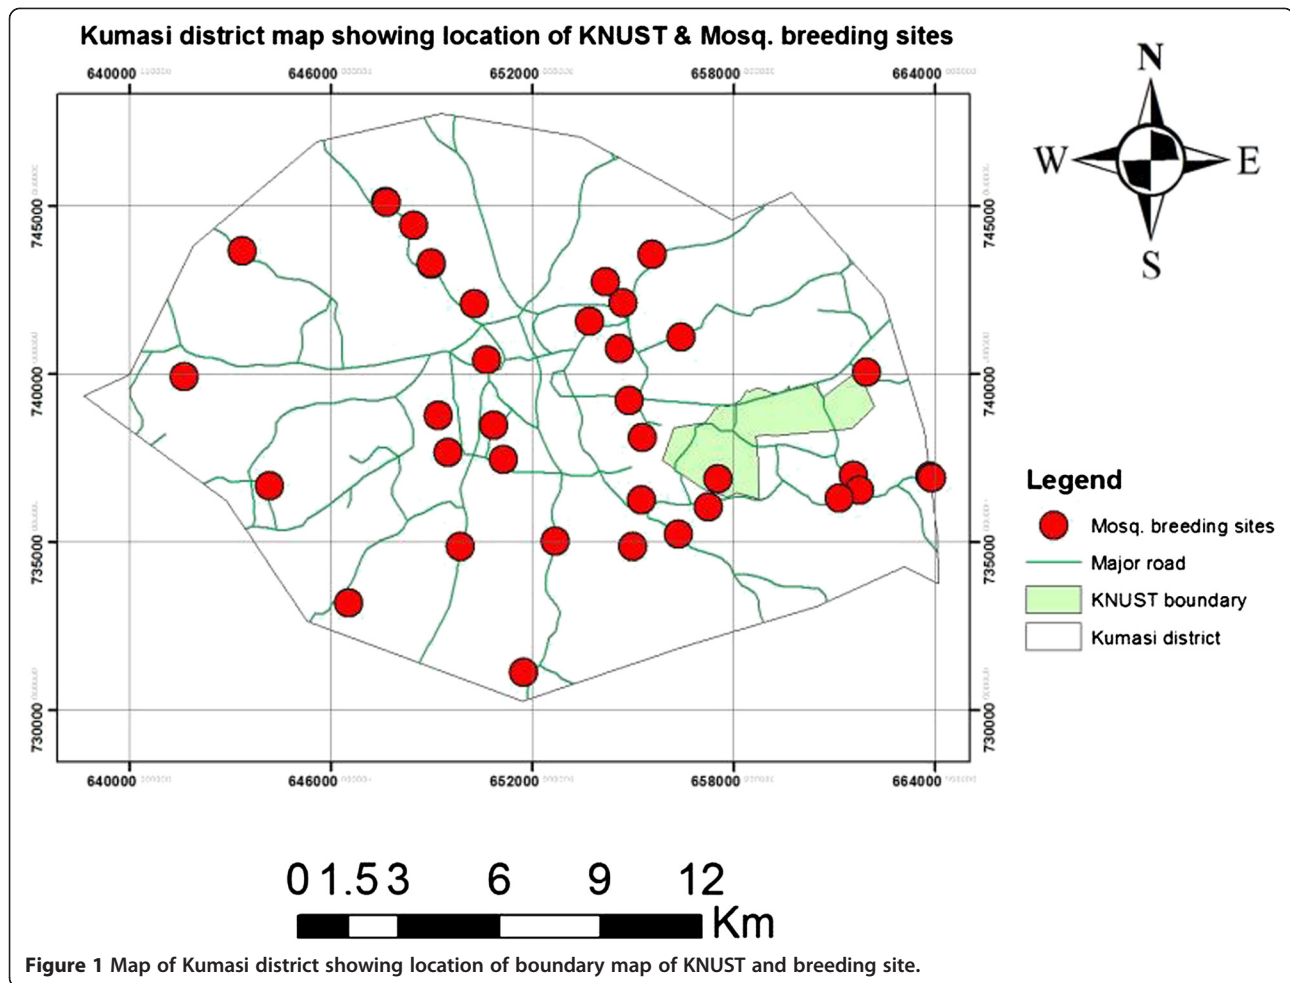 Kumasi district map showing location of KNUST & Mosq. breeding sites
640000 646000 652000 658000 664000
N
W E
S
745000 745000
740000 740000
735000 735000
730000 730000
640000 646000 652000 658000 664000
Legend
Mosq. breeding sites
Major road
KNUST boundary
Kumasi district
0 1.5 3 6 9 12
Km
Figure 1 Map of Kumasi district showing location of boundary map of KNUST and breeding site.